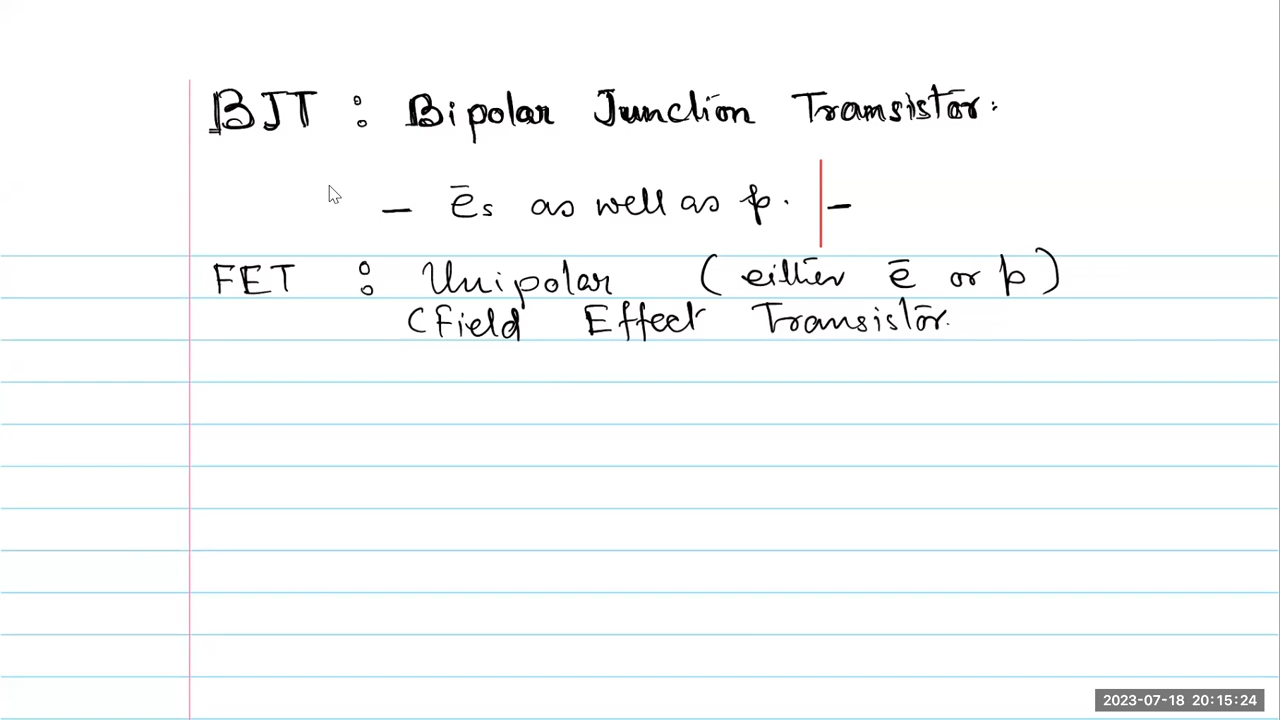 BJT : Bipolar Junction Transistor.
- ēs as well as p. | -
FET : Unipolar (either ē or p)
(Field Effect Transistor.
2023-07-18 20:15:24